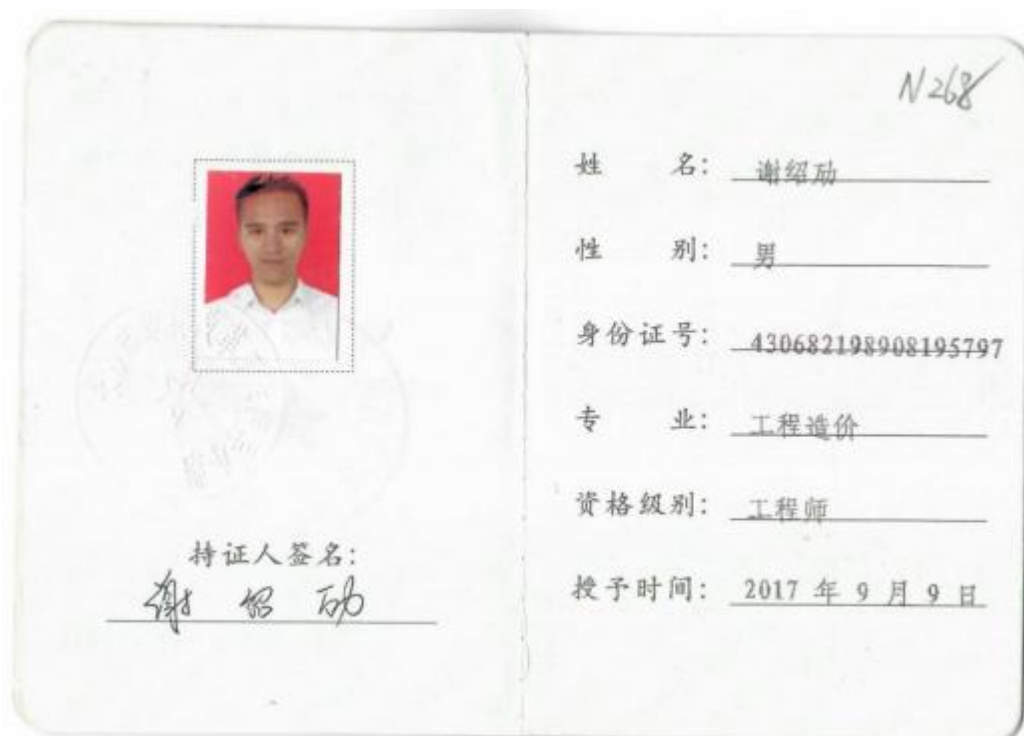 持证人签名:
谢绍劢
N268
姓 名: 谢绍劢
性 别: 男
身份证号: 430682198908195797
专 业: 工程造价
资格级别: 工程师
授予时间: 2017 年 9 月 9 日